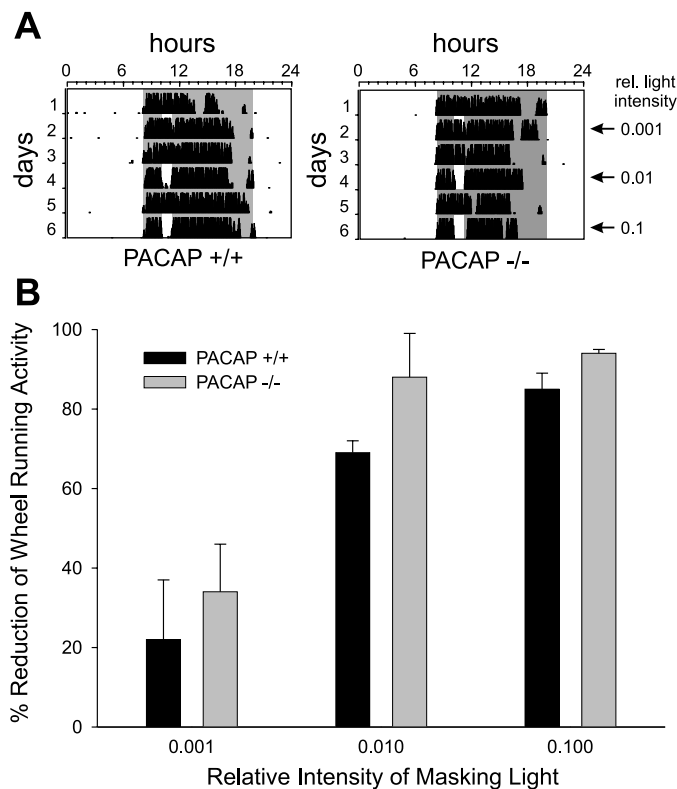 A
hours
0 6 12 18 24
days
1
2
3
4
5
6
PACAP +/+
hours
0 6 12 18 24
1
2
3
4
5
6
PACAP -/-
rel. light
intensity
0.001
0.01
0.1
B
% Reduction of Wheel Running Activity
100
80
60
40
20
0
PACAP +/+
PACAP -/-
0.001 0.010 0.100
Relative Intensity of Masking Light